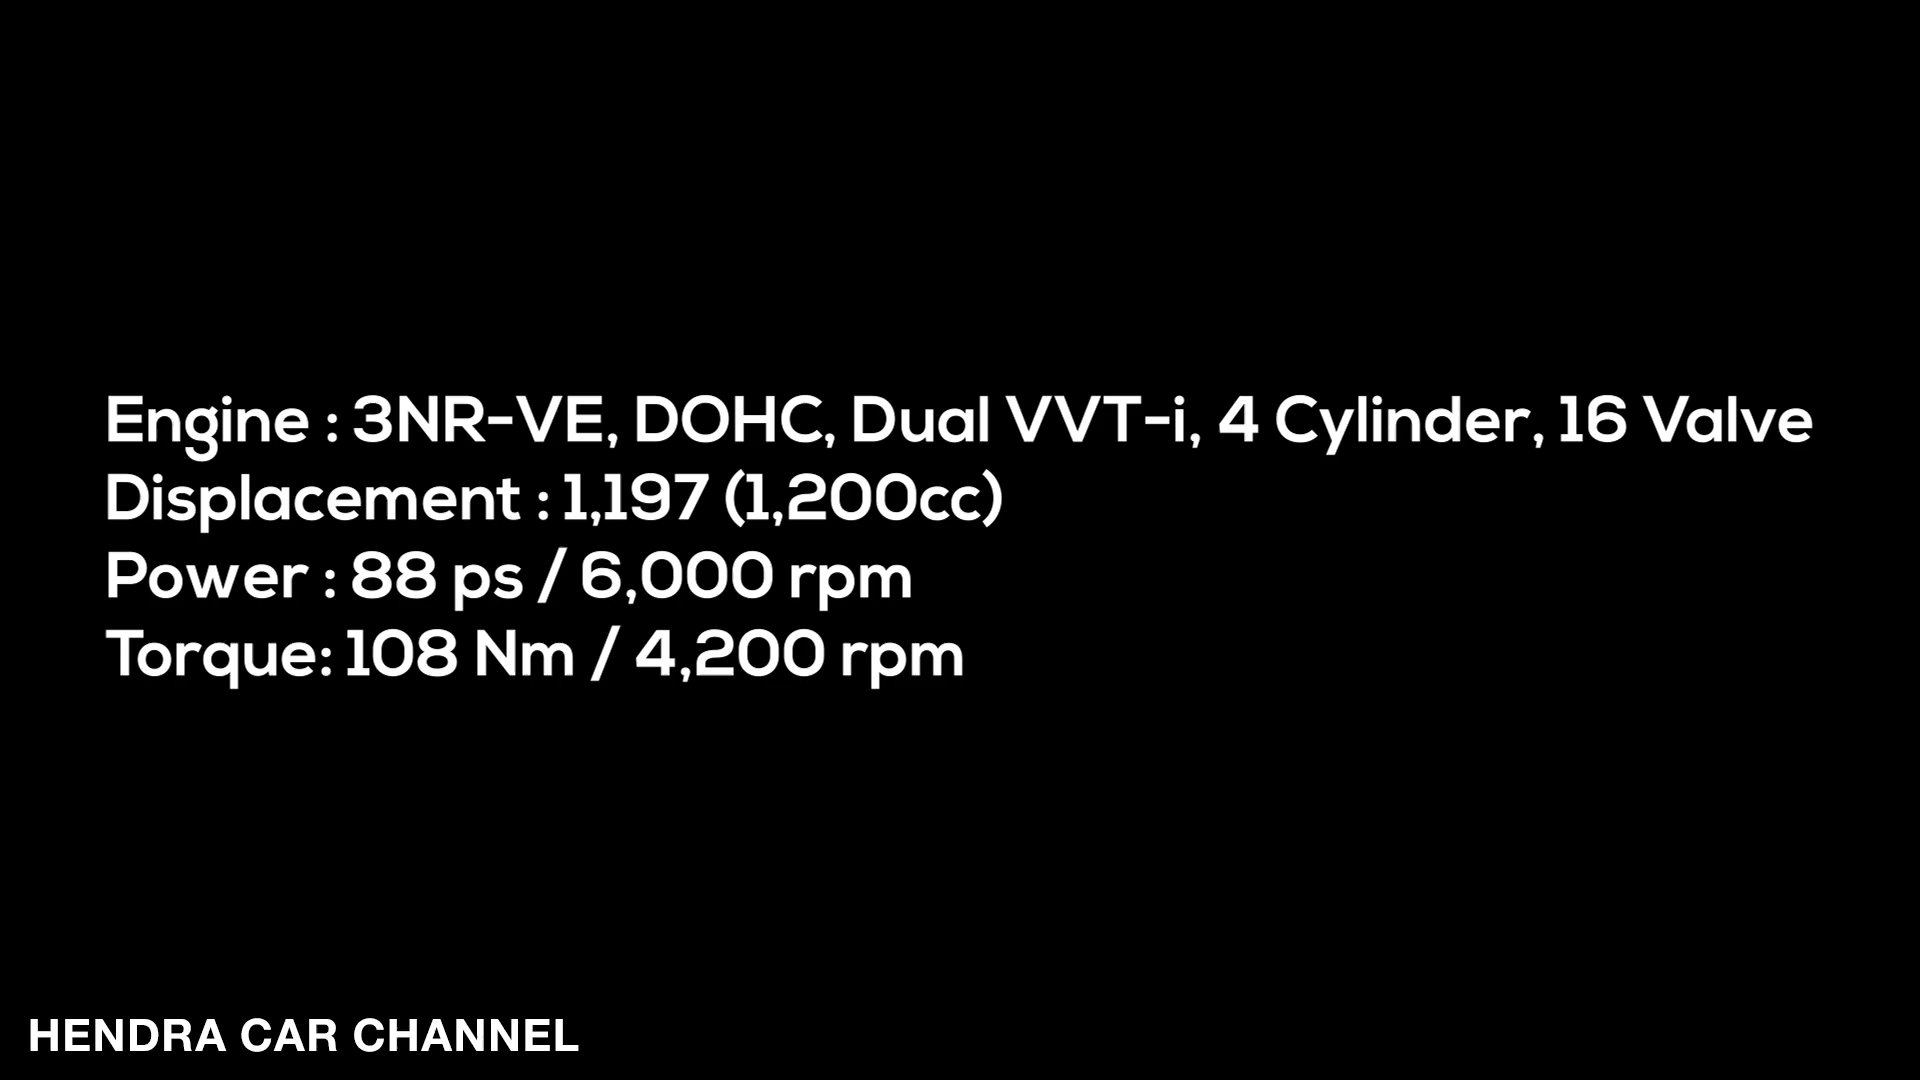 Engine : 3NR-VE, DOHC, Dual VVT-i, 4 Cylinder, 16 Valve
Displacement : 1,197 (1,200cc)
Power : 88 ps / 6,000 rpm
Torque: 108 Nm / 4,200 rpm
HENDRA CAR CHANNEL